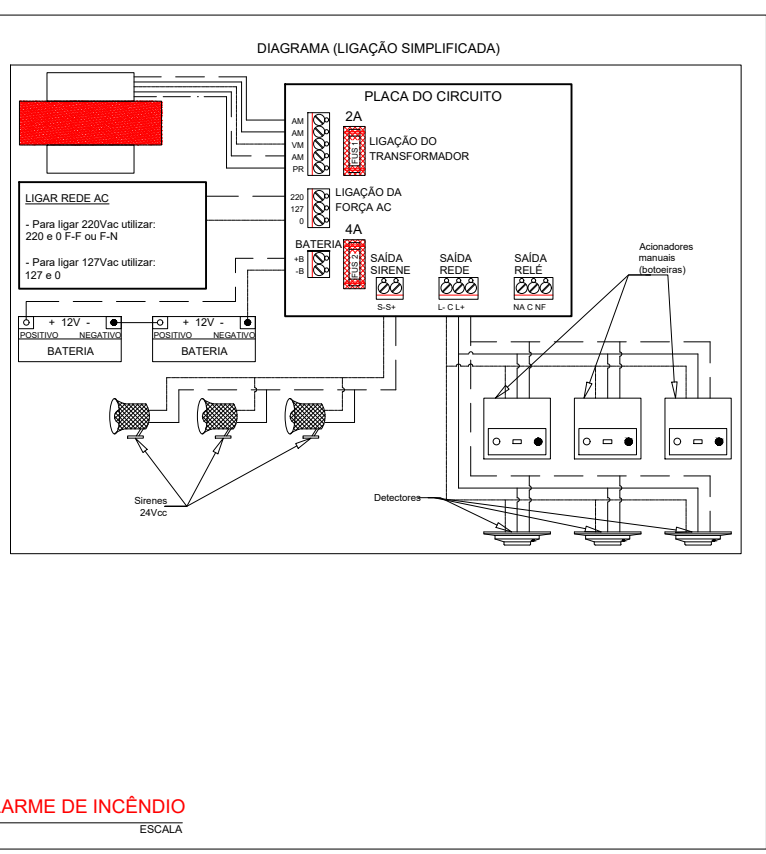 DIAGRAMA (LIGAÇÃO SIMPLIFICADA)
PLACA DO CIRCUITO
AM
AM
VM
AM
PR
2A
FUS 1
LIGAÇÃO DO
TRANSFORMADOR
220
127
0
LIGAÇÃO DA
FORÇA AC
4A
BATERIA
+B
-B
FUS 2
SAÍDA
SIRENE
S-S+
SAÍDA
REDE
L- C L+
SAÍDA
RELÉ
NA C NF
LIGAR REDE AC
- Para ligar 220Vac utilizar:
220 e 0 F-F ou F-N
- Para ligar 127Vac utilizar:
127 e 0
+ 12V -
POSITIVO NEGATIVO
BATERIA
+ 12V -
POSITIVO NEGATIVO
BATERIA
Acionadores
manuais
(botoeiras)
Sirenes
24Vcc
Detectores
ARME DE INCÊNDIO
ESCALA